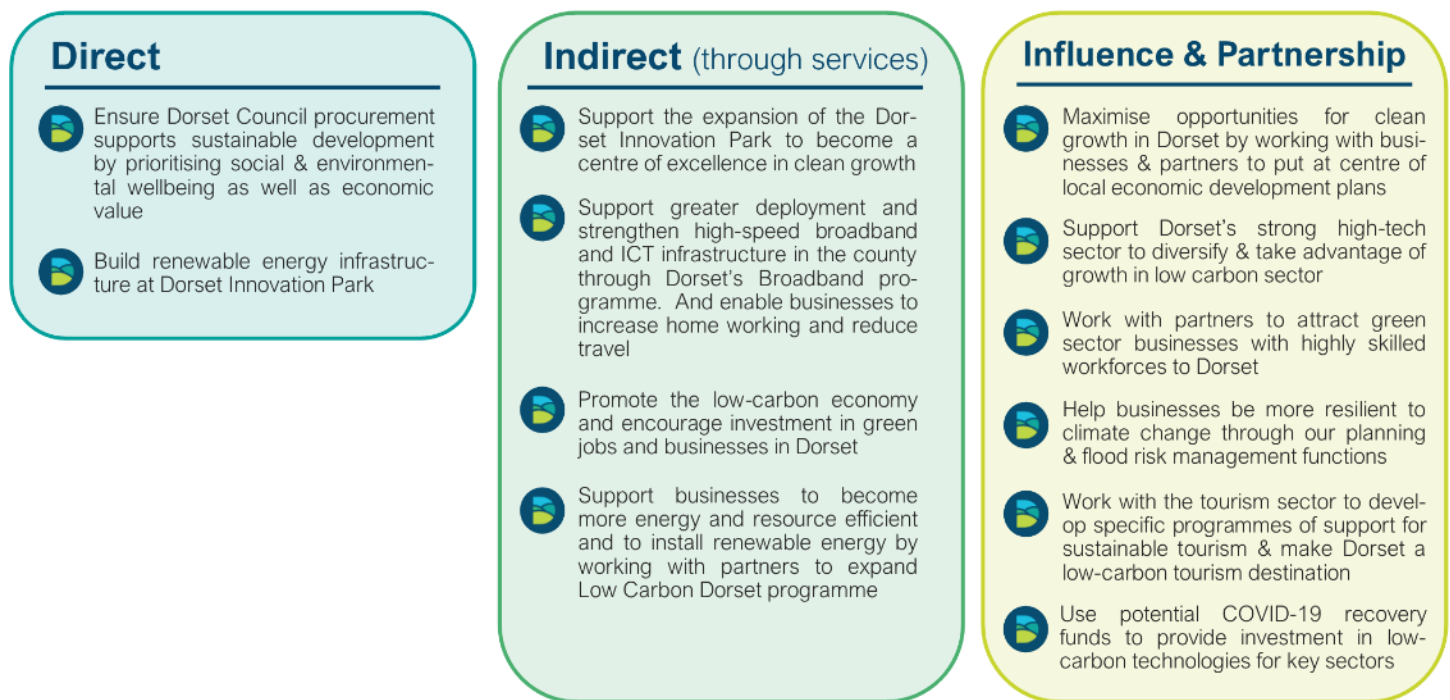 Direct
Ensure Dorset Council procurement
supports sustainable development
by prioritising social & environmen-
tal wellbeing as well as economic
value
Build renewable energy infrastruc-
ture at Dorset Innovation Park
Indirect (through services)
Support the expansion of the Dor-
set Innovation Park to become a
centre of excellence in clean growth
Support greater deployment and
strengthen high-speed broadband
and ICT infrastructure in the county
through Dorset's Broadband pro-
gramme. And enable businesses to
increase home working and reduce
travel
Promote the low-carbon economy
and encourage investment in green
jobs and businesses in Dorset
Support businesses to become
more energy and resource efficient
and to install renewable energy by
working with partners to expand
Low Carbon Dorset programme
Influence & Partnership
Maximise opportunities for clean
growth in Dorset by working with busi-
nesses & partners to put at centre of
local economic development plans
Support Dorset's strong high-tech
sector to diversify & take advantage of
growth in low carbon sector
Work with partners to attract green
sector businesses with highly skilled
workforces to Dorset
Help businesses be more resilient to
climate change through our planning
& flood risk management functions
Work with the tourism sector to devel-
op specific programmes of support for
sustainable tourism & make Dorset a
low-carbon tourism destination
Use potential COVID-19 recovery
funds to provide investment in low-
carbon technologies for key sectors